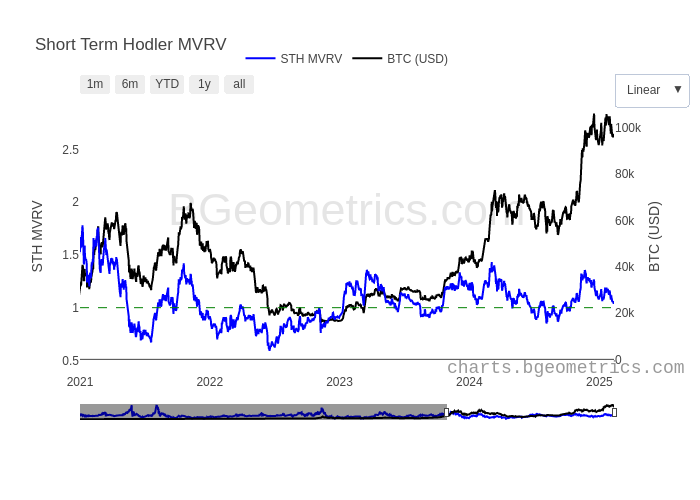 Short Term Hodler MVRV
STH MVRV
BTC (USD)
1m 6m YTD 1y all
Linear ▼
BGeometrics.com
STH MVRV
2.5
2
1.5
1
0.5
100k
80k
60k
40k
20k
0
BTC (USD)
charts.bgeometrics.com
2021 2022 2023 2024 2025